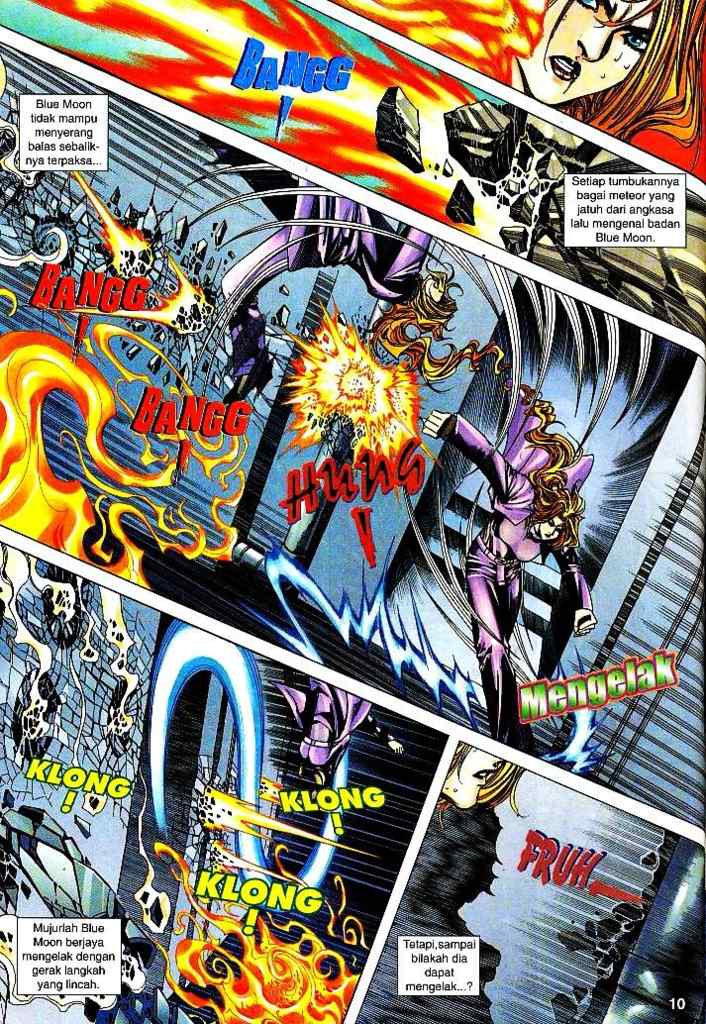 BANGG
!
Blue Moon
tidak mampu
menyerang
balas sebalik-
nya terpaksa...
Setiap tumbukannya
bagai meteor yang
jatuh dari angkasa
lalu mengenai badan
Blue Moon.
BANGG
!
BANGG
!
HUNG
!
Mengelak
KLONG
!
KLONG
!
KLONG
!
Mujurlah Blue
Moon berjaya
mengelak dengan
gerak langkah
yang lincah.
FRUH......
Tetapi,sampai
bilakah dia
dapat
mengelak...?
10